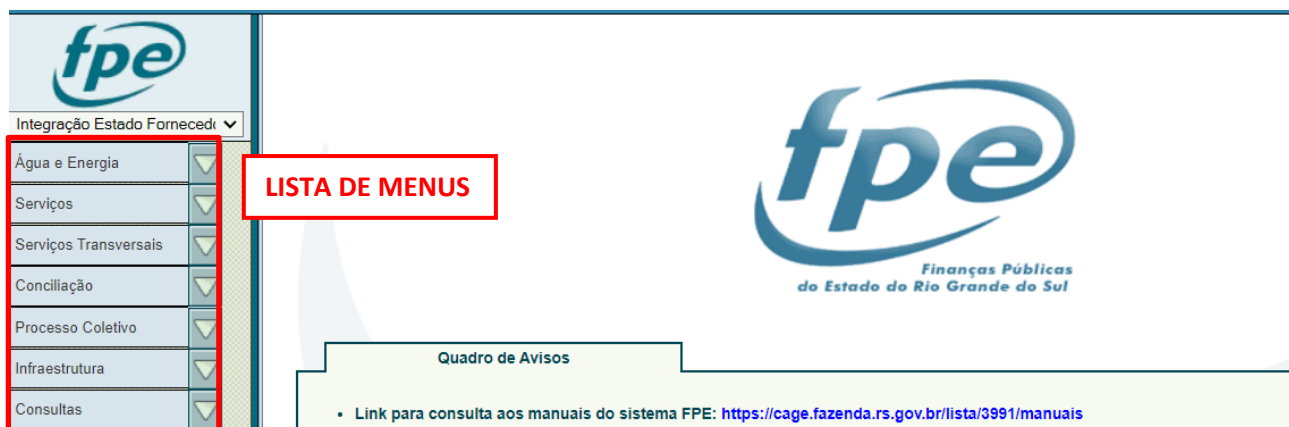 fpe
Integração Estado Fornecedo
Água e Energia
Serviços
Serviços Transversais
Conciliação
Processo Coletivo
Infraestrutura
Consultas
LISTA DE MENUS
fpe
Finanças Públicas
do Estado do Rio Grande do Sul
Quadro de Avisos
• Link para consulta aos manuais do sistema FPE: https://cage.fazenda.rs.gov.br/lista/3991/manuais